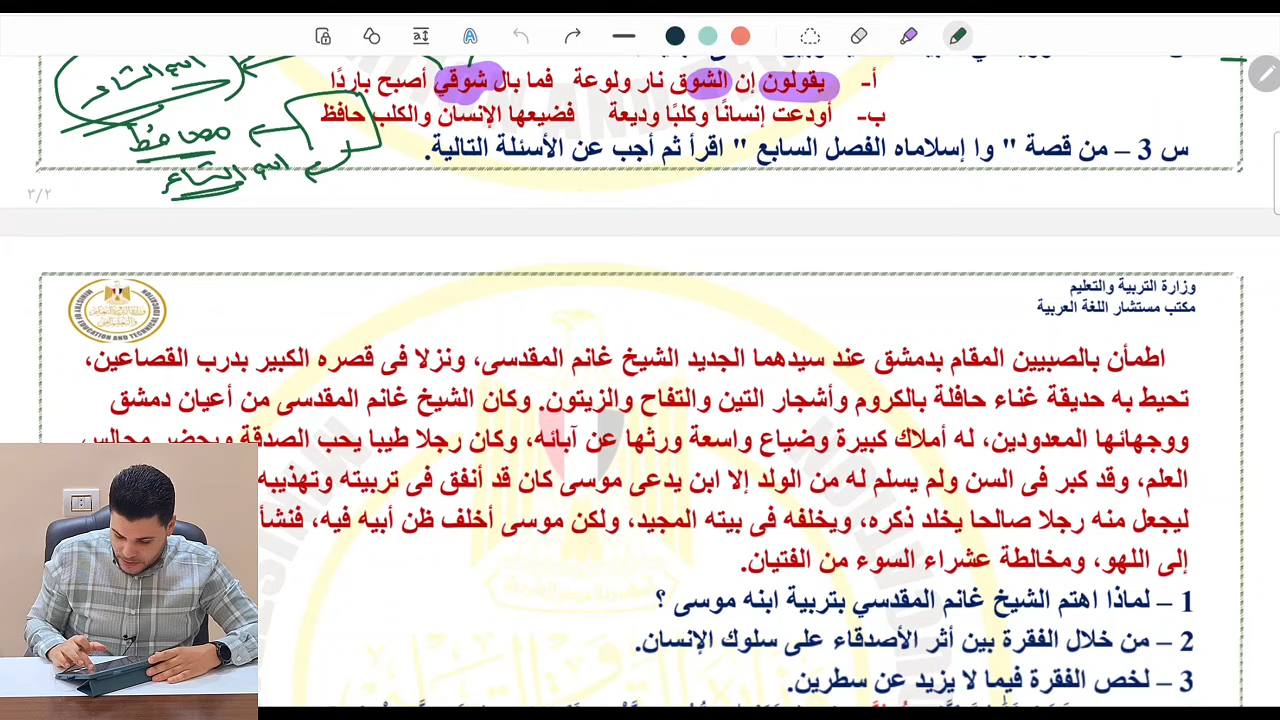 أ- يقولون إن الشوق نار ولوعة فما بال شوقي أصبح باردًا
ب- أودعت إنسانًا وكلبًا وديعة فضيعها الإنسان والكلب حافظ
اسم الشاعر
محافظ
اسم الشاعر
س 3 – من قصة " وا إسلاماه الفصل السابع " اقرأ ثم أجب عن الأسئلة التالية.
٣/٢
وزارة التربية والتعليم
مكتب مستشار اللغة العربية
اطمأن بالصبيين المقام بدمشق عند سيدهما الجديد الشيخ غانم المقدسى، ونزلا فى قصره الكبير بدرب القصاعين،
تحيط به حديقة غناء حافلة بالكروم وأشجار التين والتفاح والزيتون. وكان الشيخ غانم المقدسى من أعيان دمشق
ووجهائها المعدودين، له أملاك كبيرة وضياع واسعة ورثها عن آبائه، وكان رجلا طيبا يحب الصدقة ويحضر مجالس
العلم، وقد كبر فى السن ولم يسلم له من الولد إلا ابن يدعى موسى كان قد أنفق فى تربيته وتهذيبه
ليجعل منه رجلا صالحا يخلد ذكره، ويخلفه فى بيته المجيد، ولكن موسى أخلف ظن أبيه فيه، فنشأ
إلى اللهو، ومخالطة عشراء السوء من الفتيان.
1 – لماذا اهتم الشيخ غانم المقدسي بتربية ابنه موسى ؟
2 – من خلال الفقرة بين أثر الأصدقاء على سلوك الإنسان.
3 – لخص الفقرة فيما لا يزيد عن سطرين.